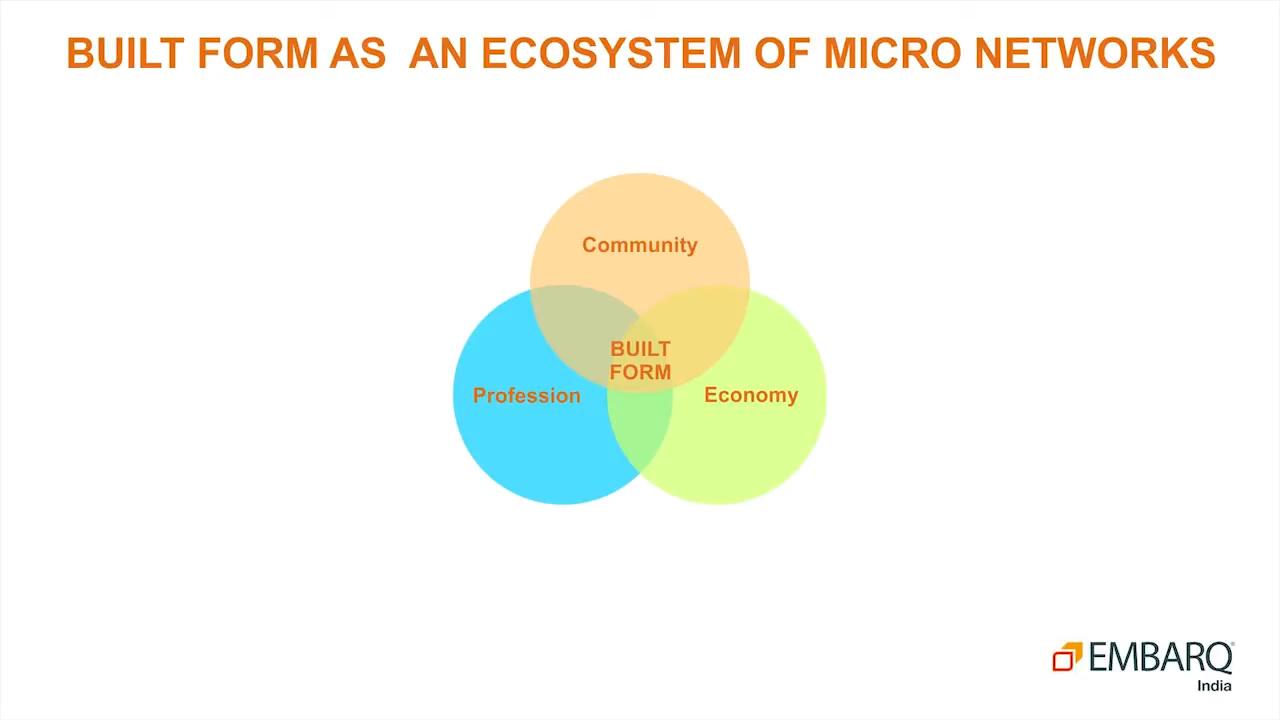 BUILT FORM AS  AN ECOSYSTEM OF MICRO NETWORKS
Community
BUILT
FORM
Profession
Economy
EMBARQ®
India